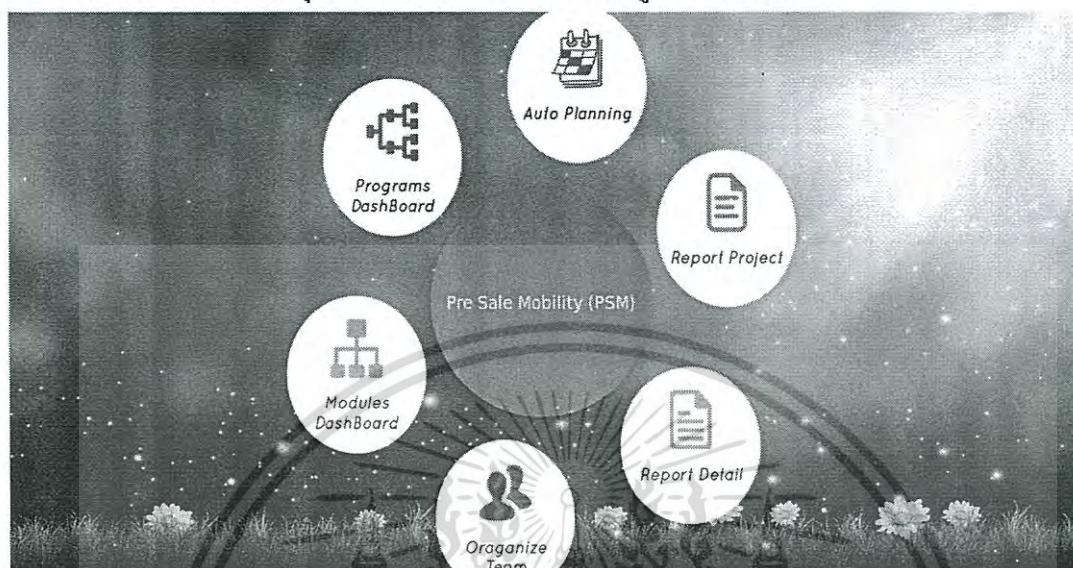 Auto Planning
Programs
DashBoard
Report Project
Pre Sale Mobility (PSM)
Modules
DashBoard
Report Detail
Oraganize
Team